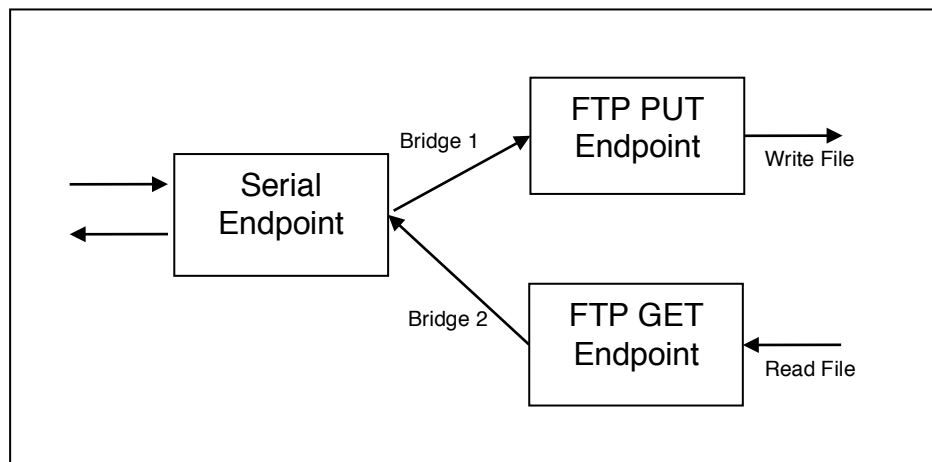 FTP PUT
Endpoint
Bridge 1
Write File
Serial
Endpoint
Bridge 2
FTP GET
Endpoint
Read File